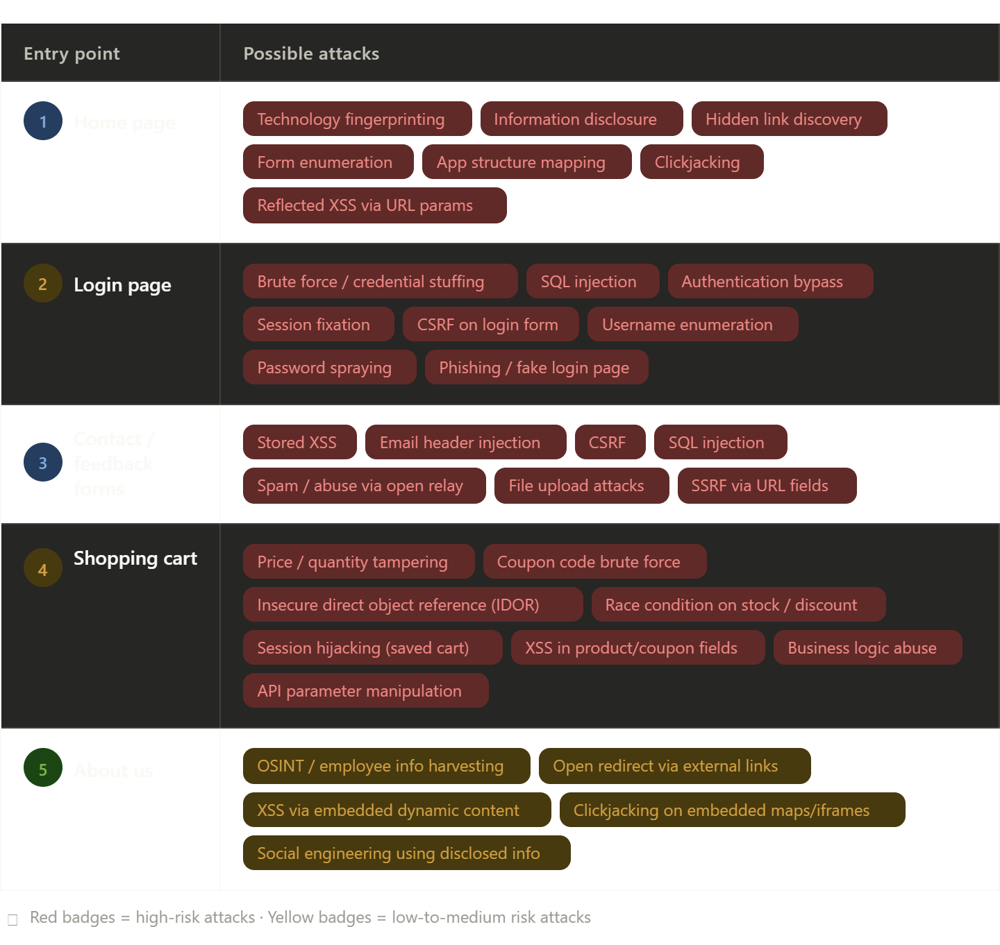 Entry point
Possible attacks
1
Home page
Technology fingerprinting
Information disclosure
Hidden link discovery
Form enumeration
App structure mapping
Clickjacking
Reflected XSS via URL params
2
Login page
Brute force / credential stuffing
SQL injection
Authentication bypass
Session fixation
CSRF on login form
Username enumeration
Password spraying
Phishing / fake login page
3
Contact /
feedback
forms
Stored XSS
Email header injection
CSRF
SQL injection
Spam / abuse via open relay
File upload attacks
SSRF via URL fields
4
Shopping cart
Price / quantity tampering
Coupon code brute force
Insecure direct object reference (IDOR)
Race condition on stock / discount
Session hijacking (saved cart)
XSS in product/coupon fields
Business logic abuse
API parameter manipulation
5
About us
OSINT / employee info harvesting
Open redirect via external links
XSS via embedded dynamic content
Clickjacking on embedded maps/iframes
Social engineering using disclosed info
Red badges = high-risk attacks · Yellow badges = low-to-medium risk attacks